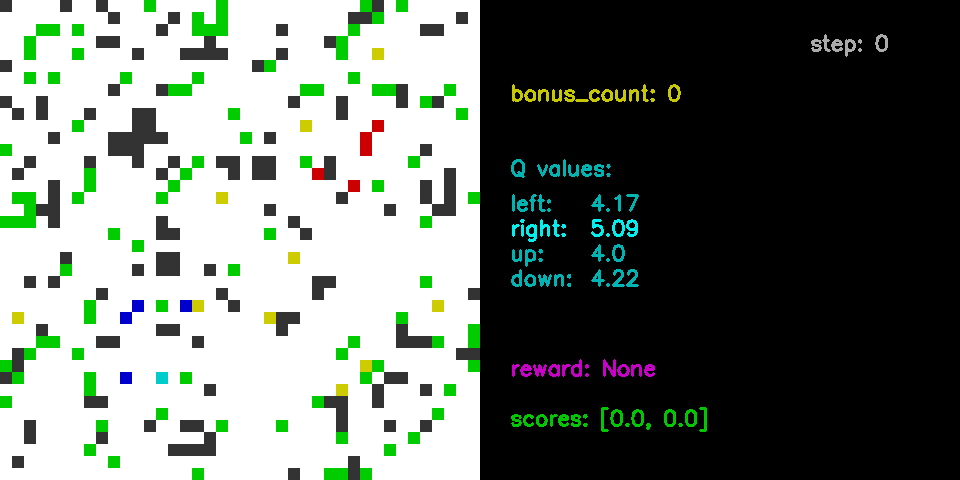 step: 0
bonus_count: 0
Q values:
left: 4.17
right: 5.09
up: 4.0
down: 4.22
reward: None
scores: [0.0, 0.0]